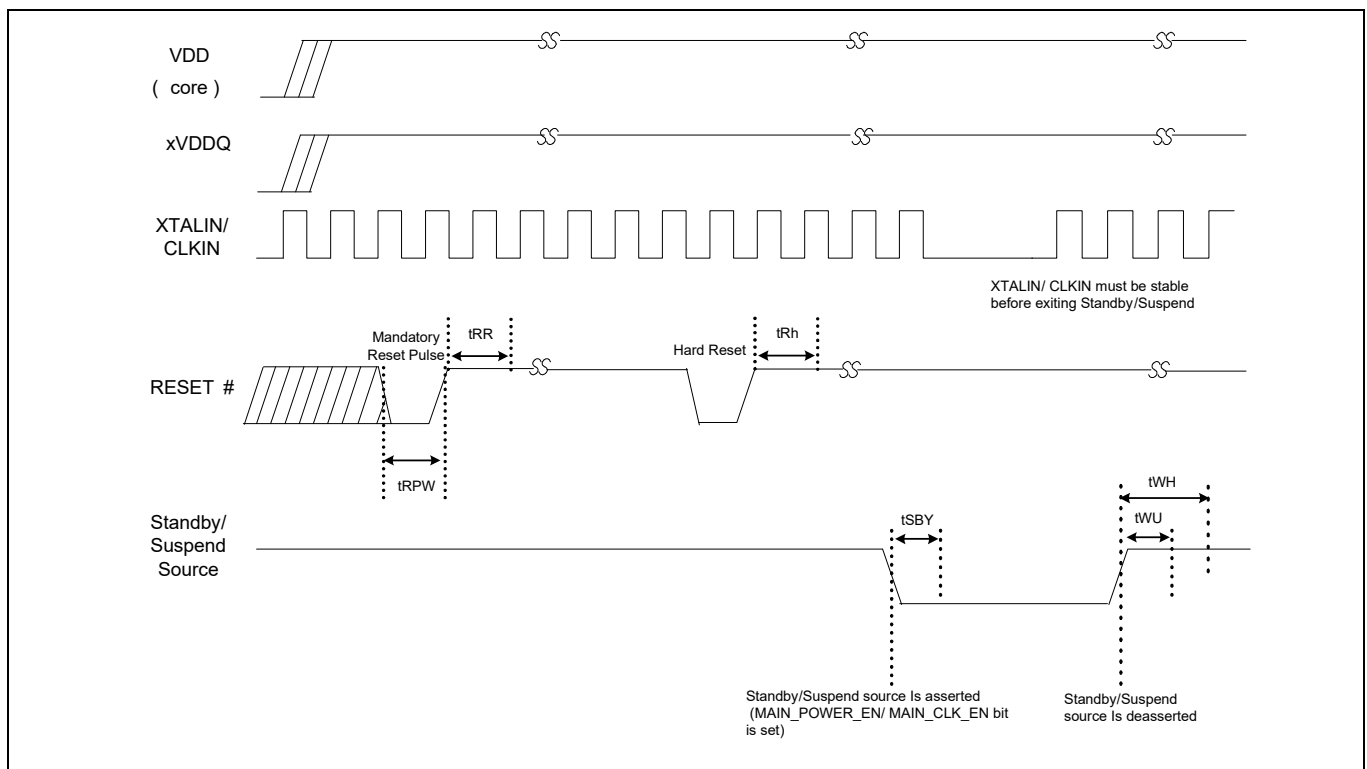 VDD
( core )
xVDDQ
XTALIN/
CLKIN
XTALIN/ CLKIN must be stable
before exiting Standby/Suspend
Mandatory
Reset Pulse
tRR
Hard Reset
tRh
RESET #
tRPW
Standby/
Suspend
Source
tSBY
tWH
tWU
Standby/Suspend source Is asserted
(MAIN_POWER_EN/ MAIN_CLK_EN bit
is set)
Standby/Suspend
source Is deasserted